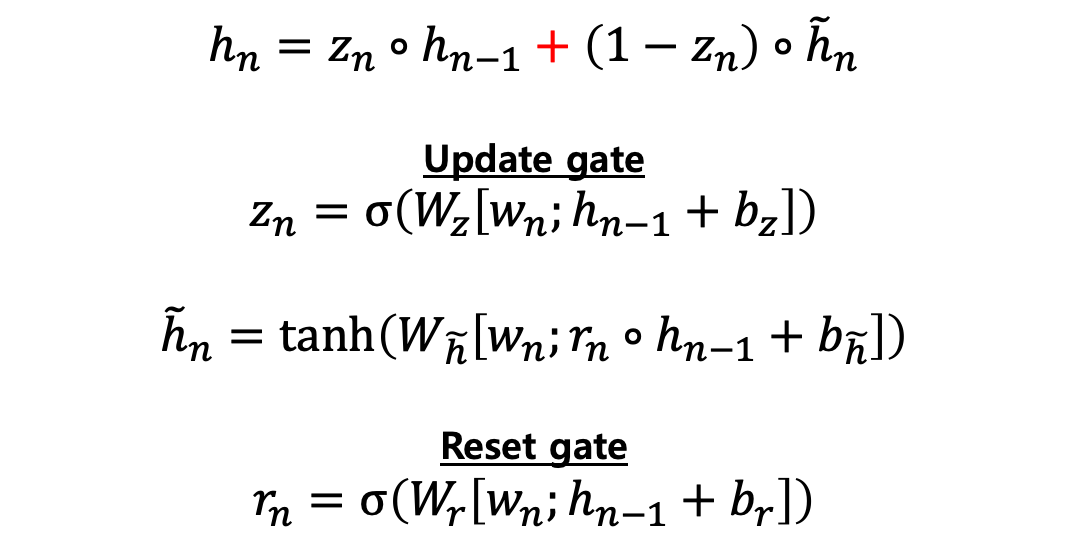 hₙ = zₙ ∘ hₙ₋₁ + (1 − zₙ) ∘ h̃ₙ
Update gate
zₙ = σ(W_z[wₙ; hₙ₋₁ + b_z])
h̃ₙ = tanh(W_h̃[wₙ; rₙ ∘ hₙ₋₁ + b_h̃])
Reset gate
rₙ = σ(W_r[wₙ; hₙ₋₁ + b_r])